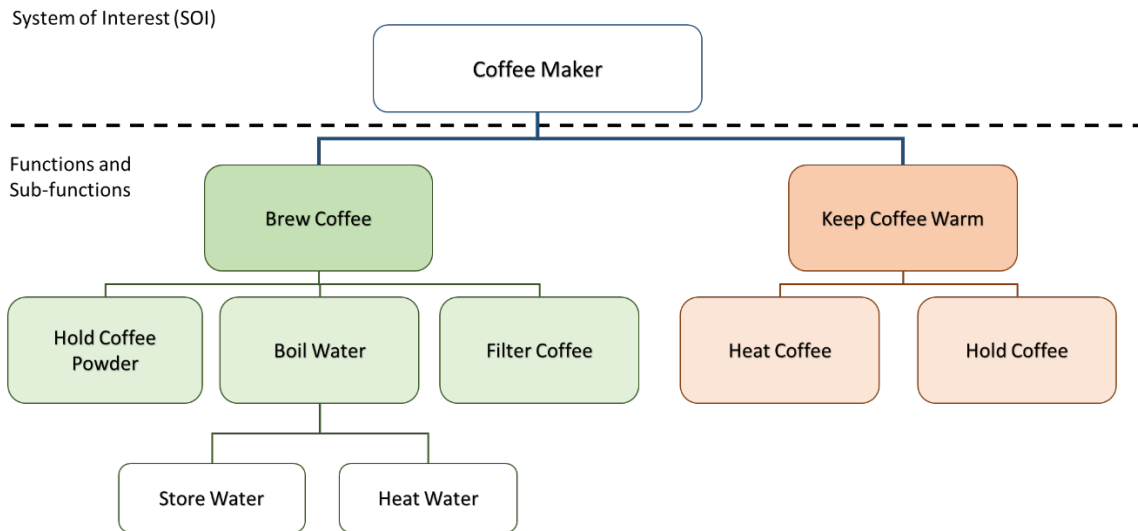 System of Interest (SOI)
Coffee Maker
Functions and
Sub-functions
Brew Coffee
Keep Coffee Warm
Hold Coffee
Powder
Boil Water
Filter Coffee
Heat Coffee
Hold Coffee
Store Water
Heat Water